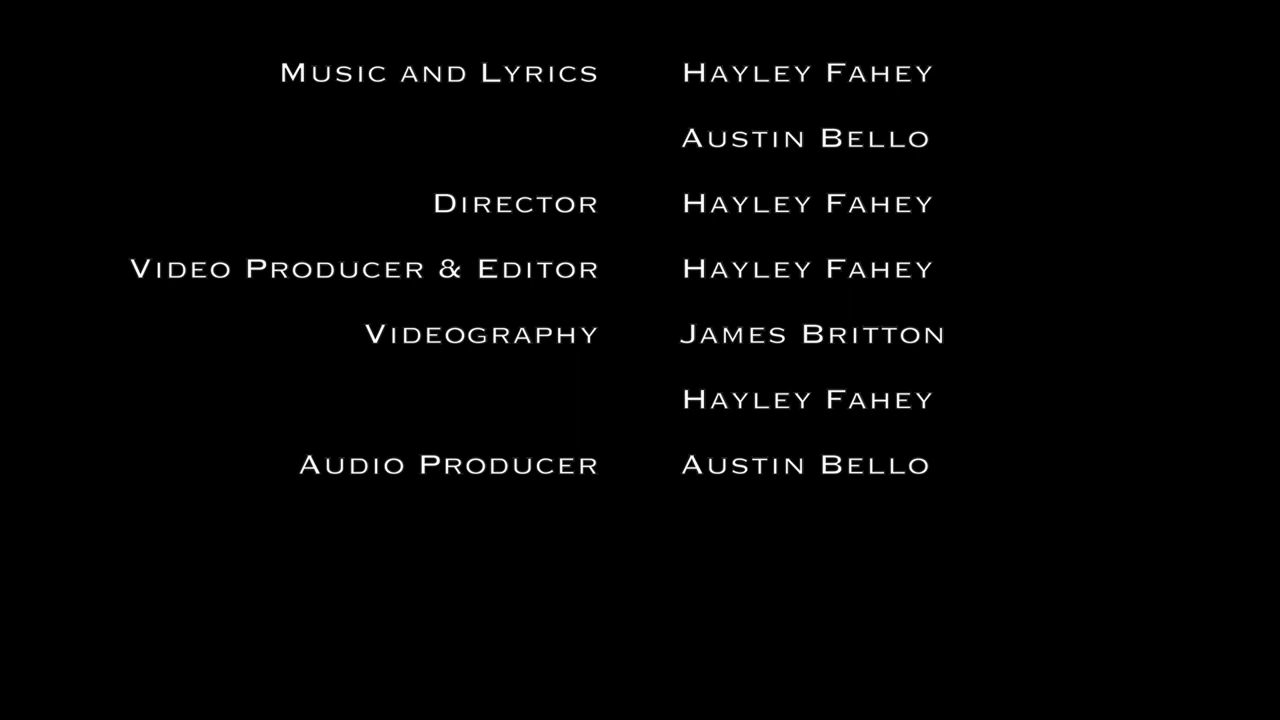 Music and Lyrics Hayley Fahey
Austin Bello
Director Hayley Fahey
Video Producer & Editor Hayley Fahey
Videography James Britton
Hayley Fahey
Audio Producer Austin Bello